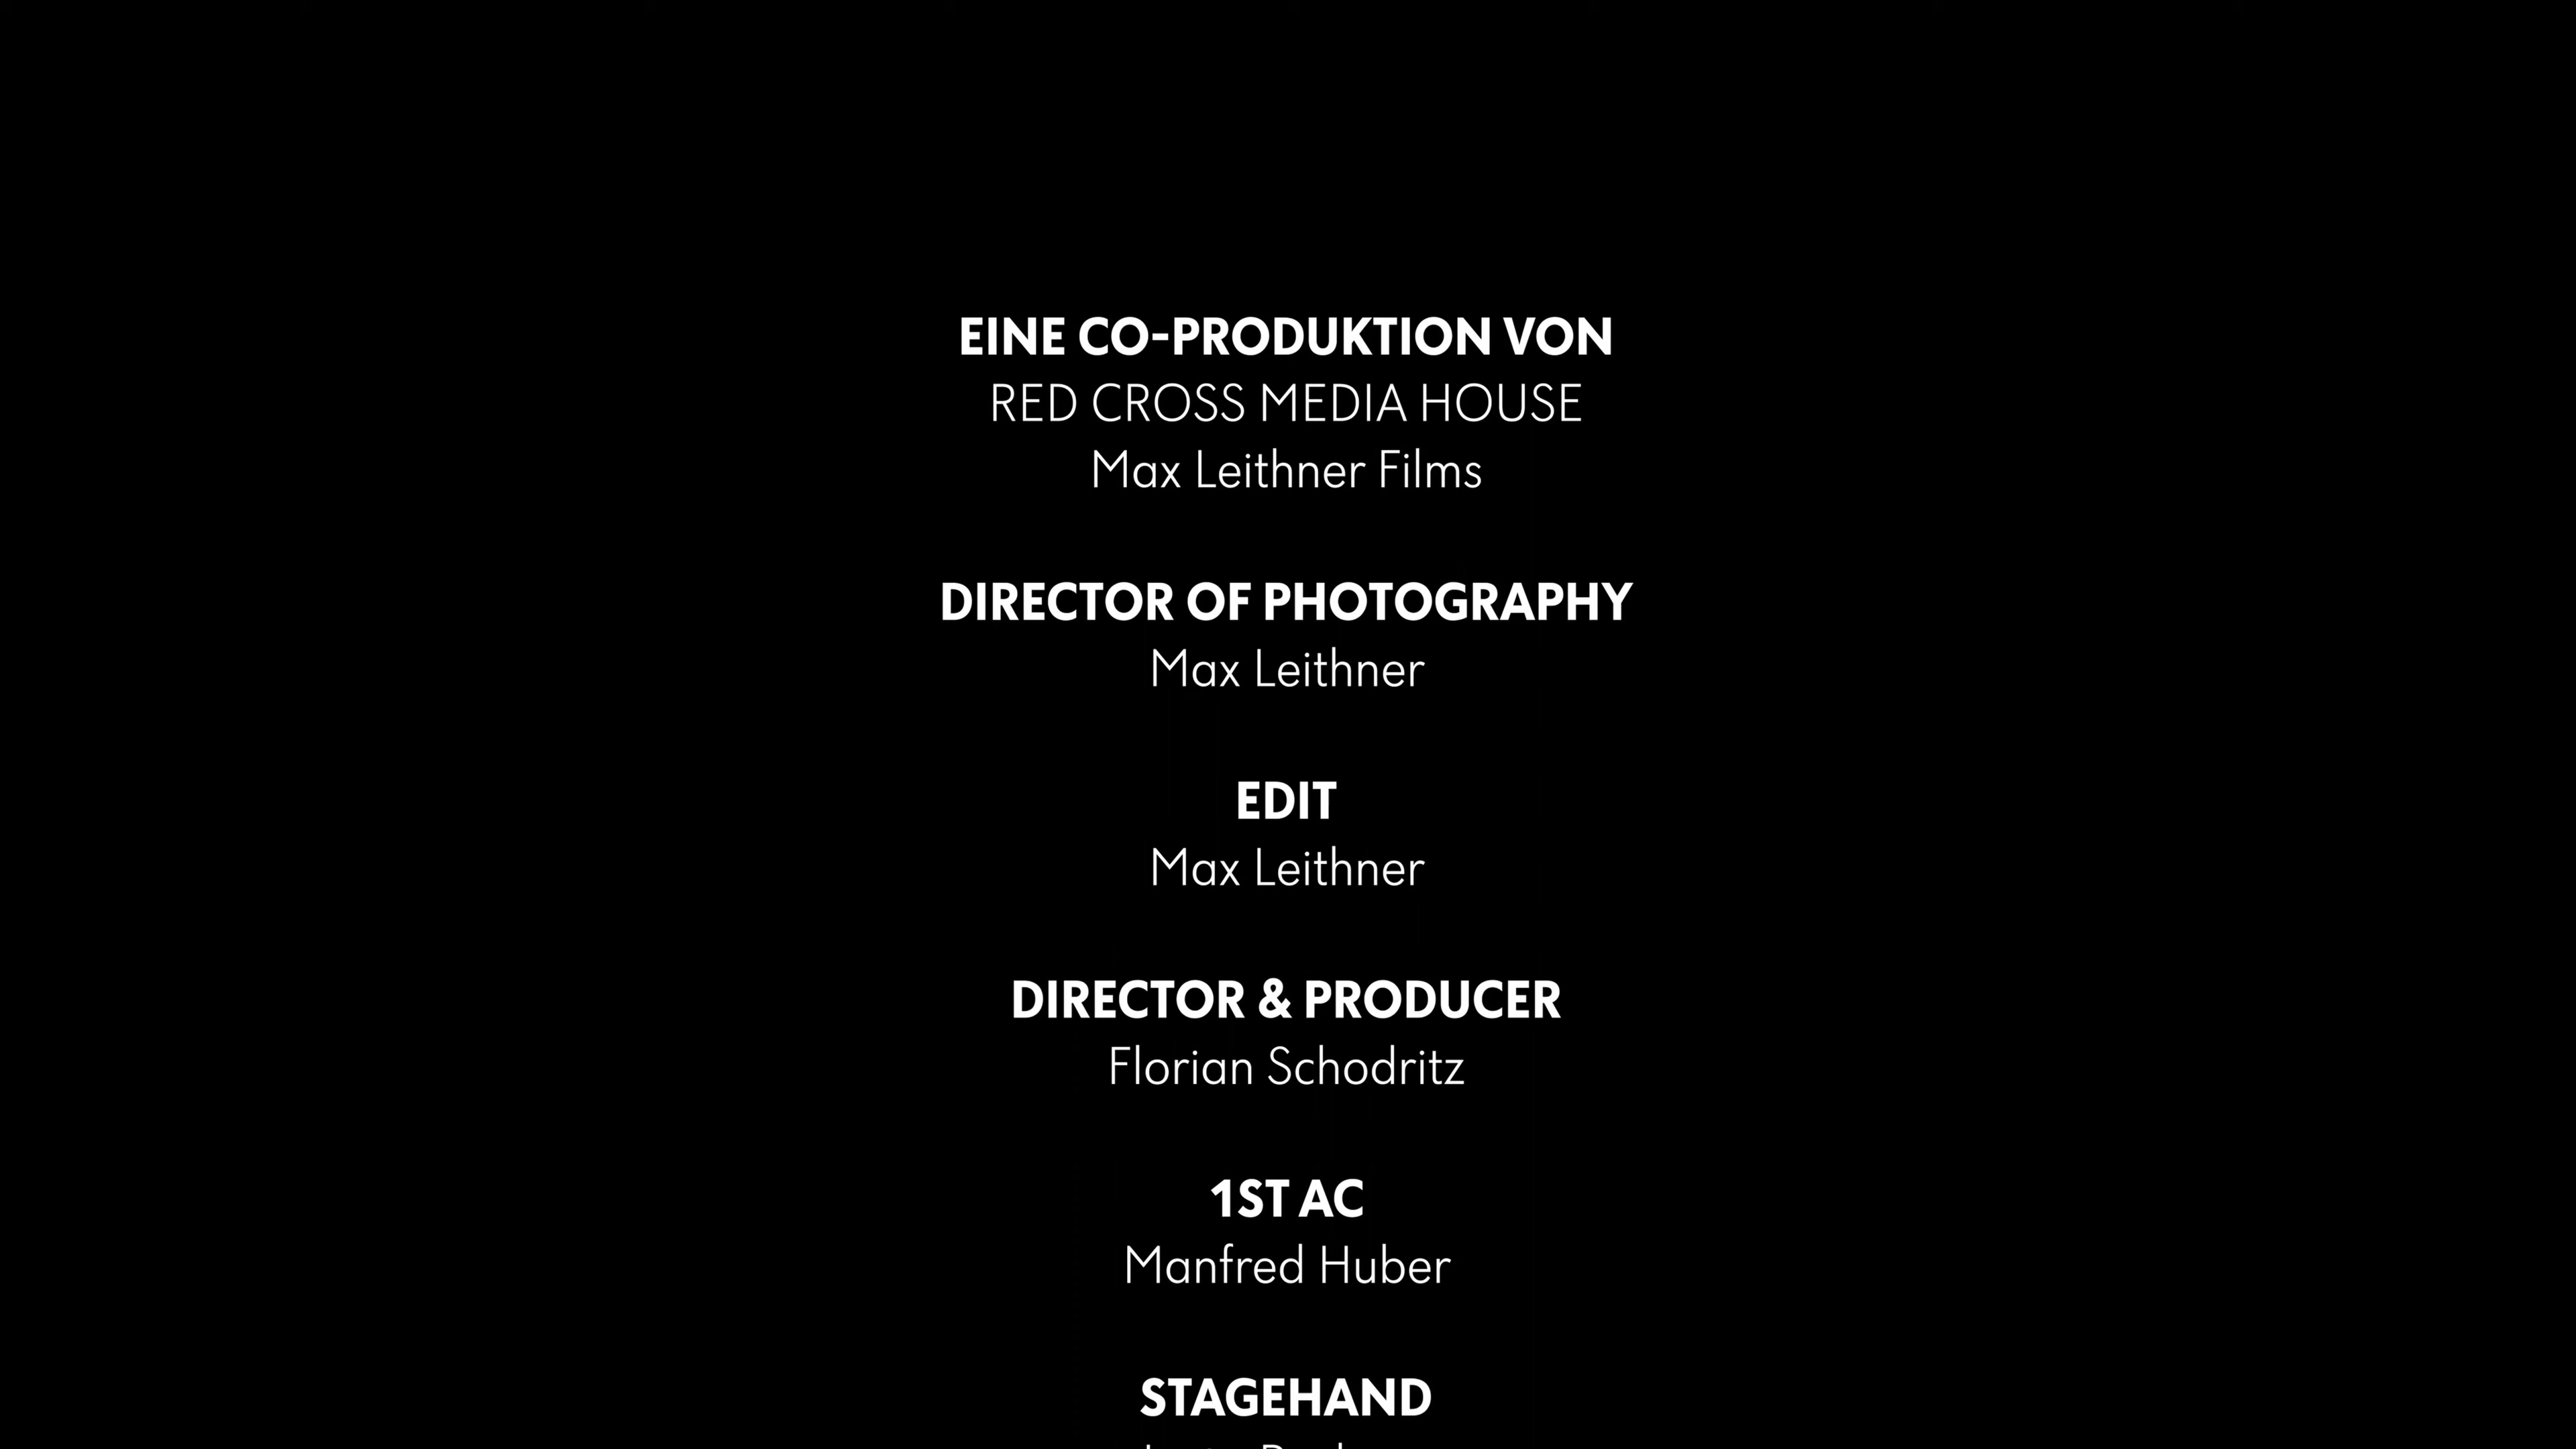 EINE CO-PRODUKTION VON
RED CROSS MEDIA HOUSE
Max Leithner Films
DIRECTOR OF PHOTOGRAPHY
Max Leithner
EDIT
Max Leithner
DIRECTOR & PRODUCER
Florian Schodritz
1ST AC
Manfred Huber
STAGEHAND